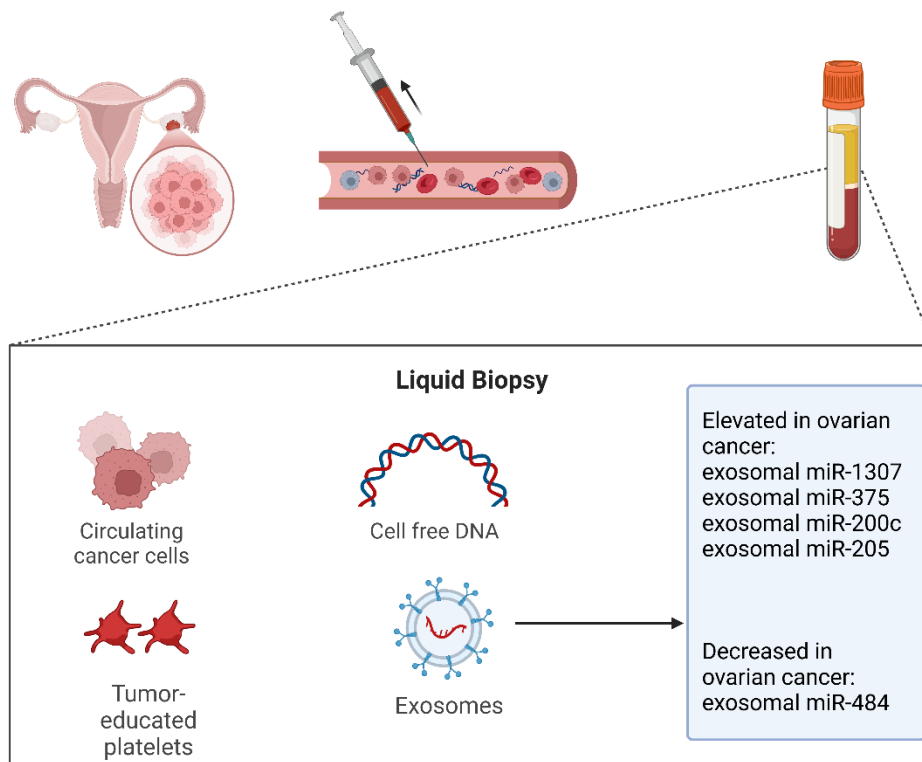 Liquid Biopsy
Circulating
cancer cells
Cell free DNA
Tumor-
educated
platelets
Exosomes
Elevated in ovarian
cancer:
exosomal miR-1307
exosomal miR-375
exosomal miR-200c
exosomal miR-205
Decreased in
ovarian cancer:
exosomal miR-484